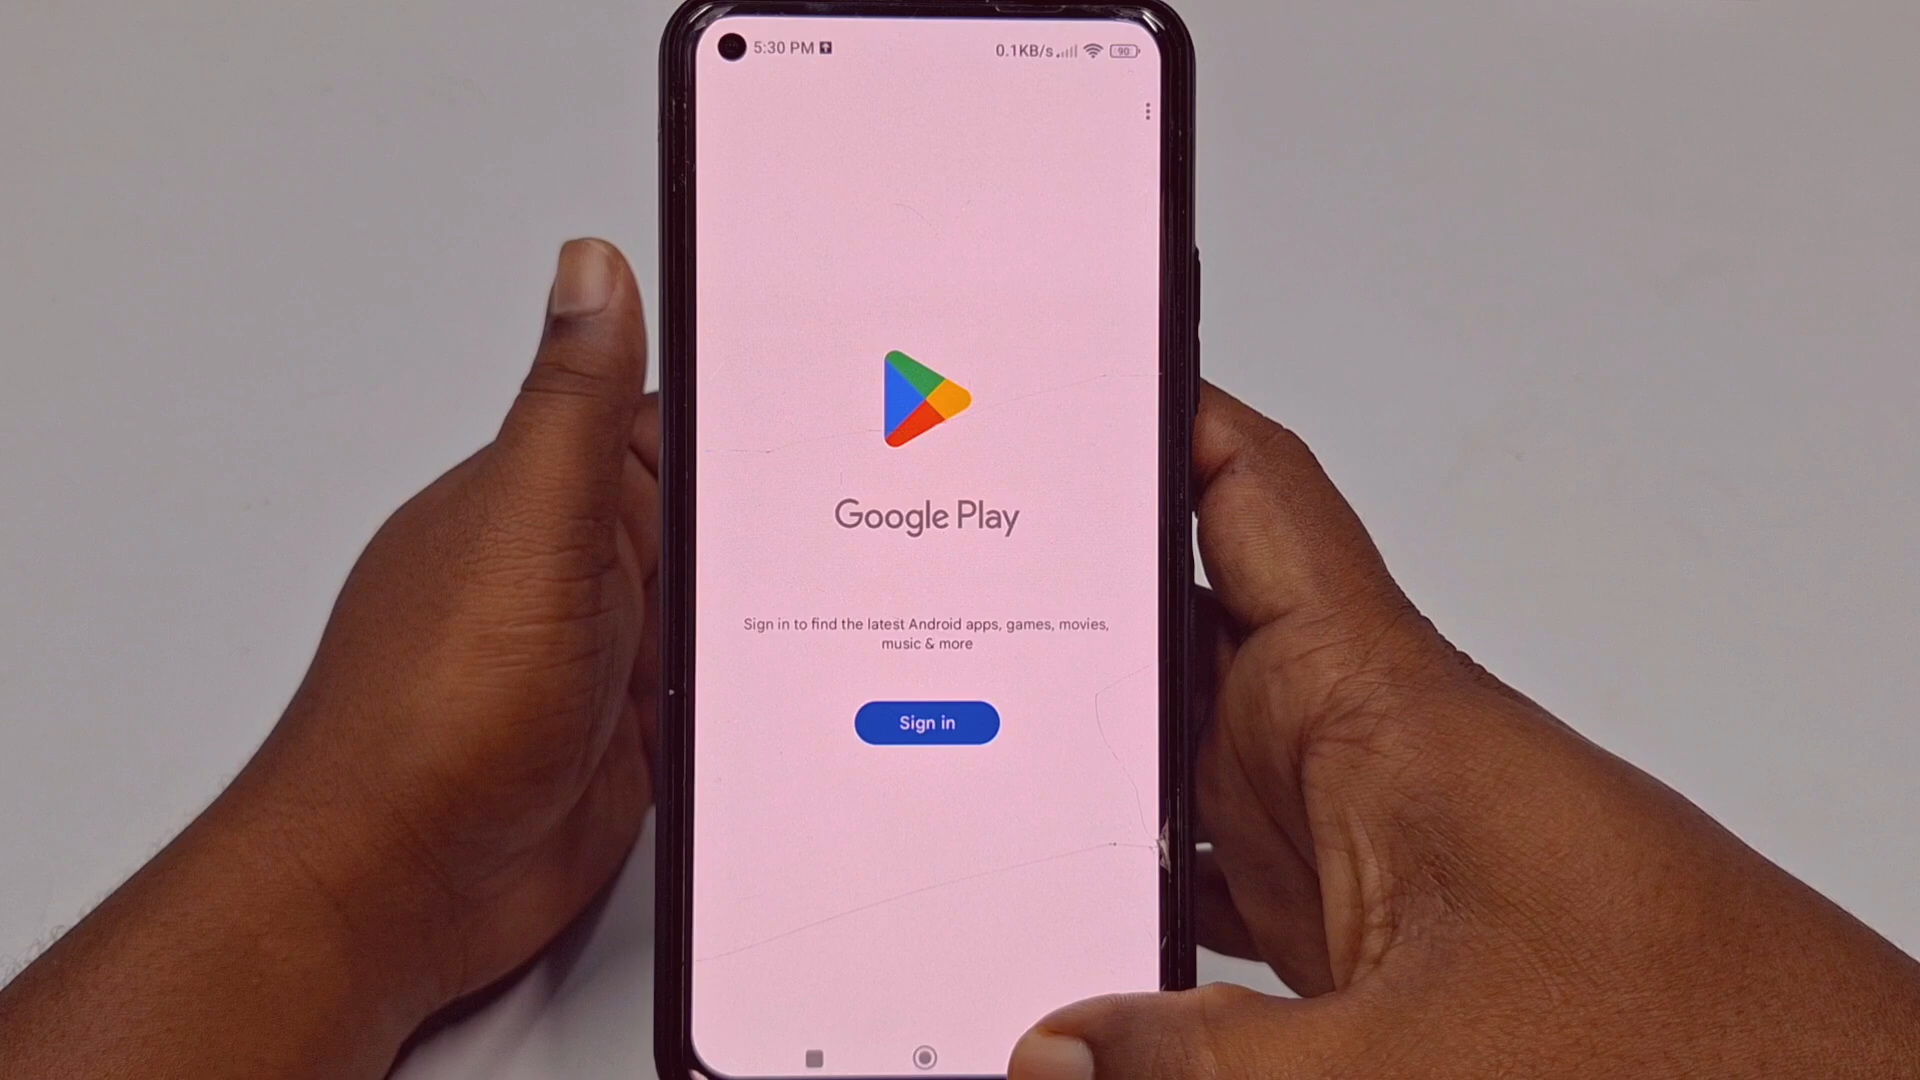 5:30 PM
0.1KB/s
90
Google Play
Sign in to find the latest Android apps, games, movies,
music & more
Sign in